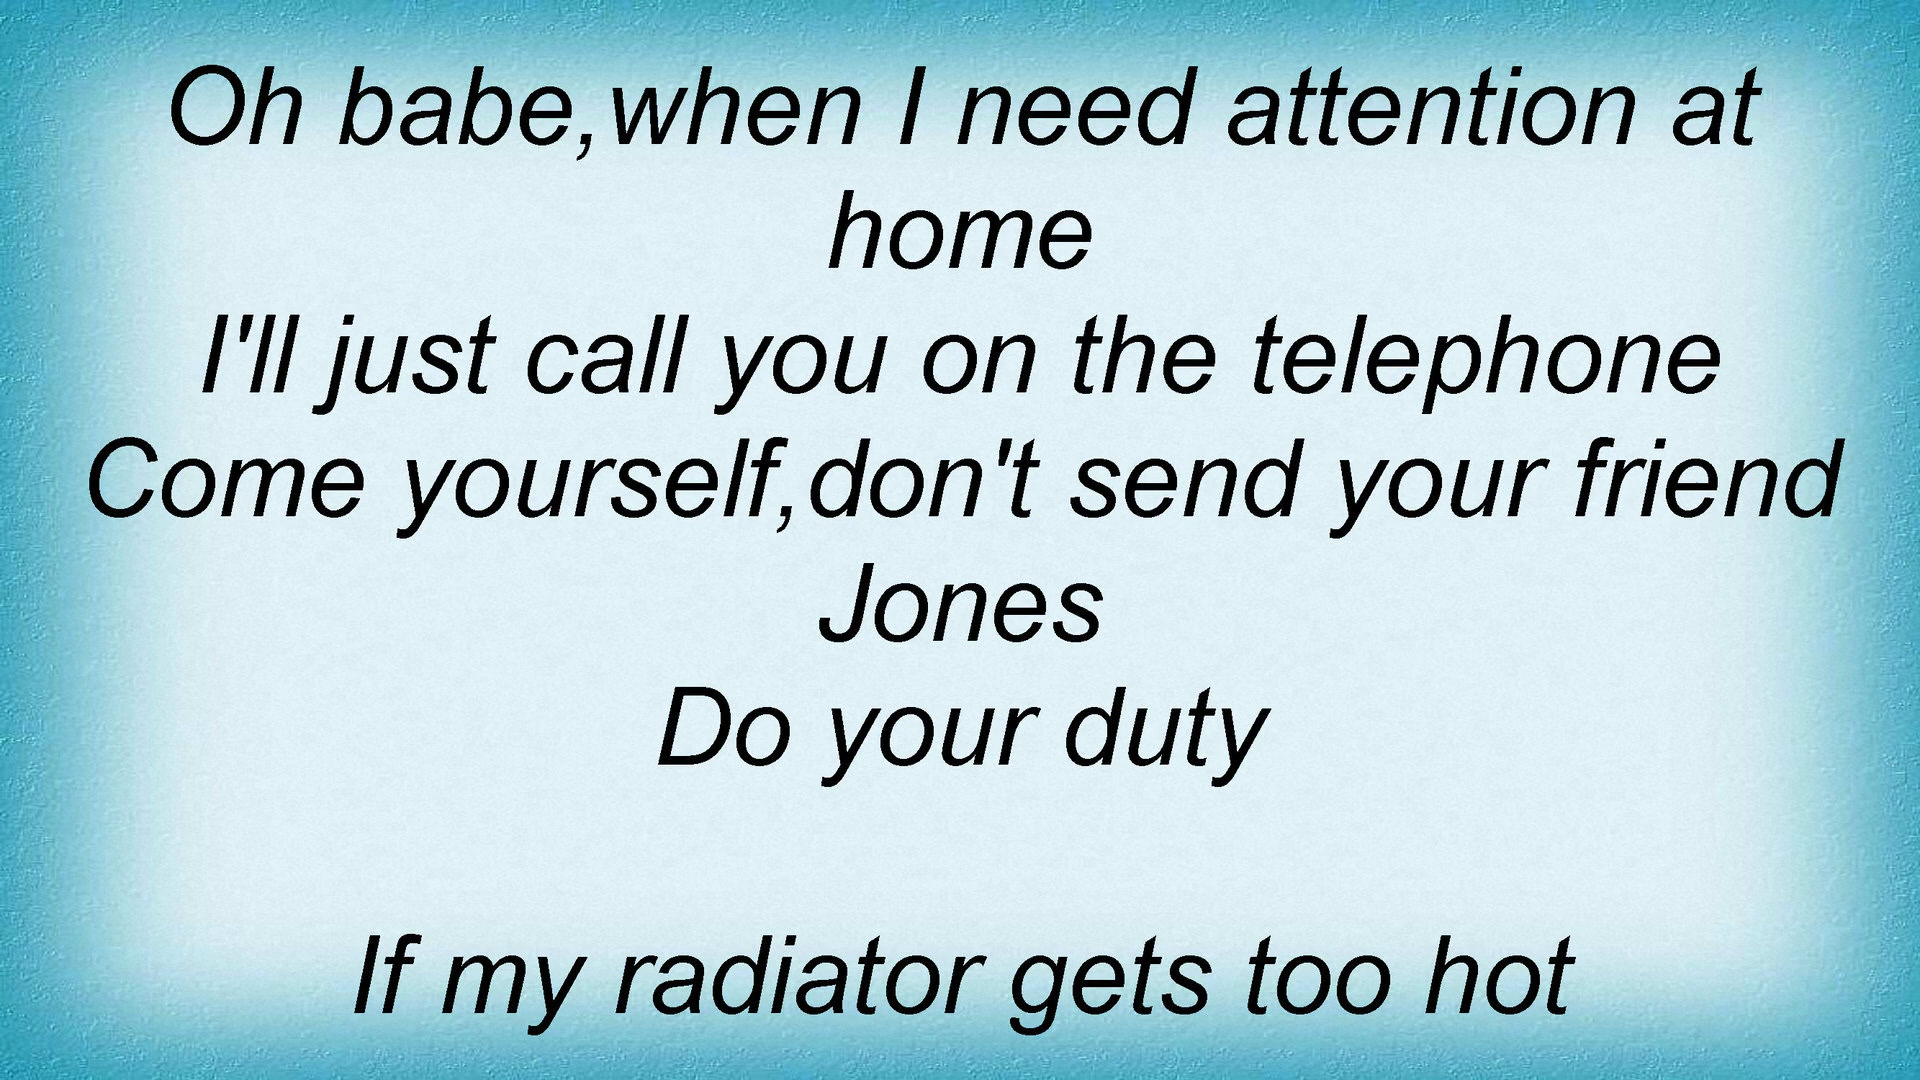 Oh babe,when I need attention at
home
I'll just call you on the telephone
Come yourself,don't send your friend
Jones
Do your duty
If my radiator gets too hot